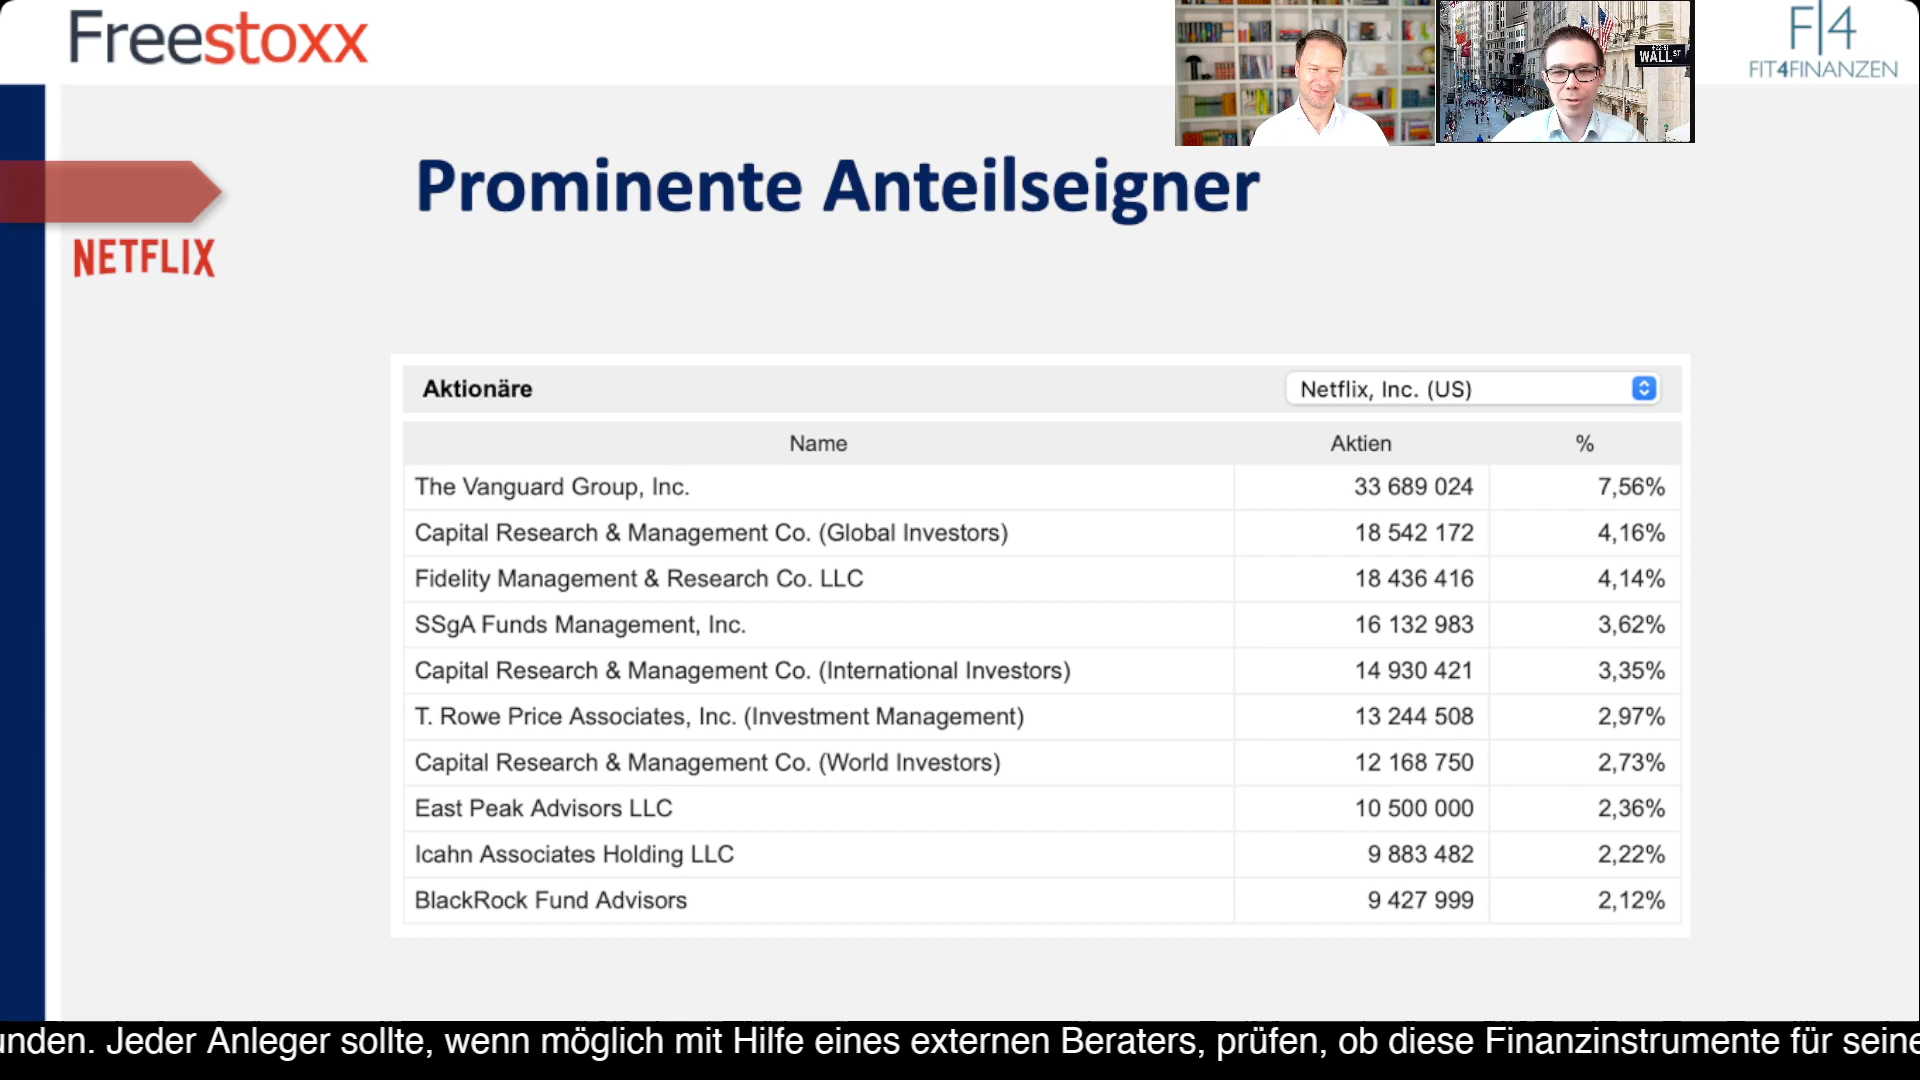 Freestoxx
WALL ST
F|4
FIT4FINANZEN
Prominente Anteilseigner
NETFLIX
Aktionäre Netflix, Inc. (US)
Name Aktien %
The Vanguard Group, Inc. 33 689 024 7,56%
Capital Research & Management Co. (Global Investors) 18 542 172 4,16%
Fidelity Management & Research Co. LLC 18 436 416 4,14%
SSgA Funds Management, Inc. 16 132 983 3,62%
Capital Research & Management Co. (International Investors) 14 930 421 3,35%
T. Rowe Price Associates, Inc. (Investment Management) 13 244 508 2,97%
Capital Research & Management Co. (World Investors) 12 168 750 2,73%
East Peak Advisors LLC 10 500 000 2,36%
Icahn Associates Holding LLC 9 883 482 2,22%
BlackRock Fund Advisors 9 427 999 2,12%
unden. Jeder Anleger sollte, wenn möglich mit Hilfe eines externen Beraters, prüfen, ob diese Finanzinstrumente für seine